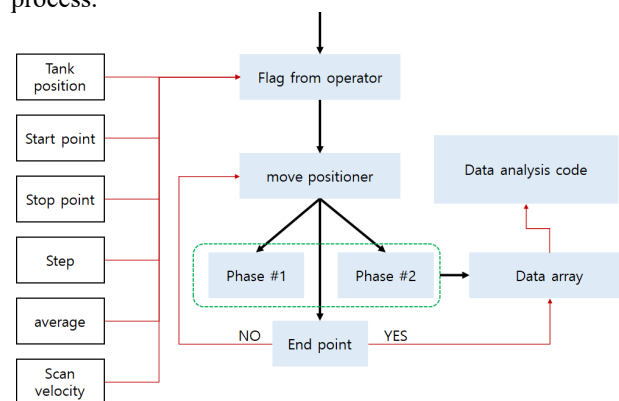 process.
Tank
position
Flag from operator
Start point
move positioner
Data analysis code
Stop point
Step
Phase #1
Phase #2
Data array
average
NO
End point
YES
Scan
velocity